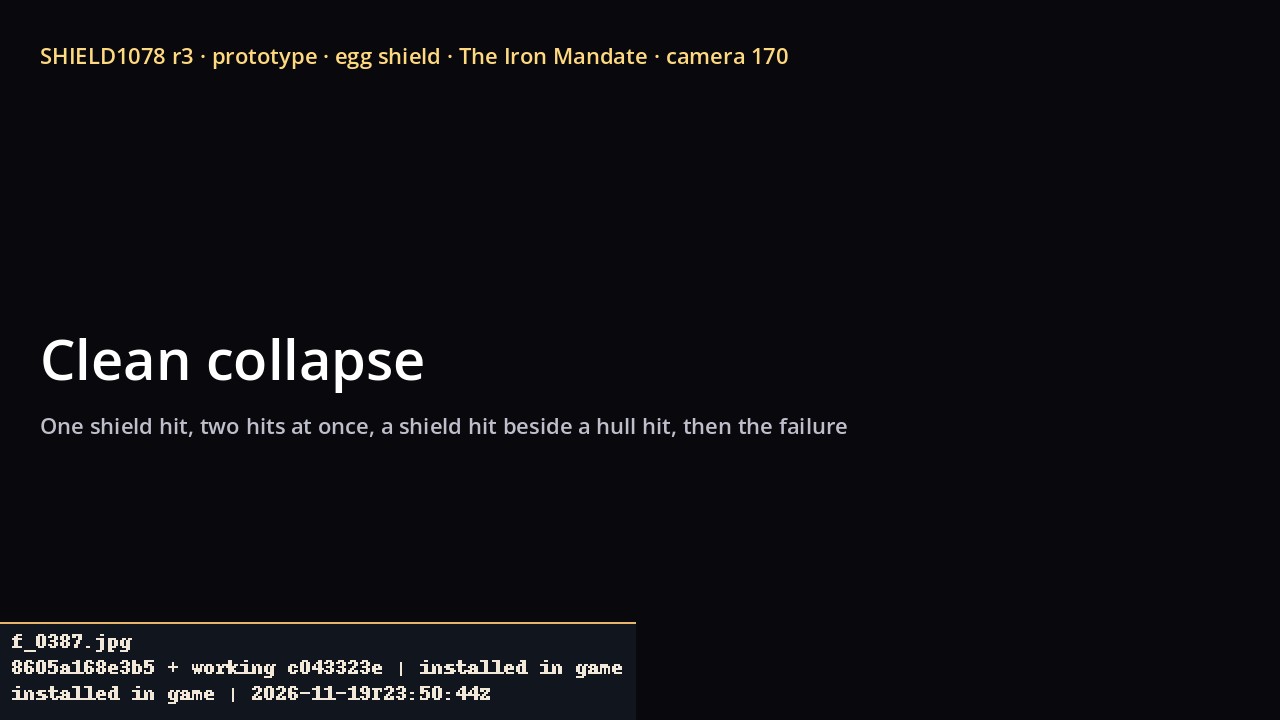 SHIELD1078 r3 · prototype · egg shield · The Iron Mandate · camera 170
Clean collapse
One shield hit, two hits at once, a shield hit beside a hull hit, then the failure
f_0387.jpg
8605a168e3b5 + working c043323e | installed in game
installed in game | 2026-11-19T23:50:44Z